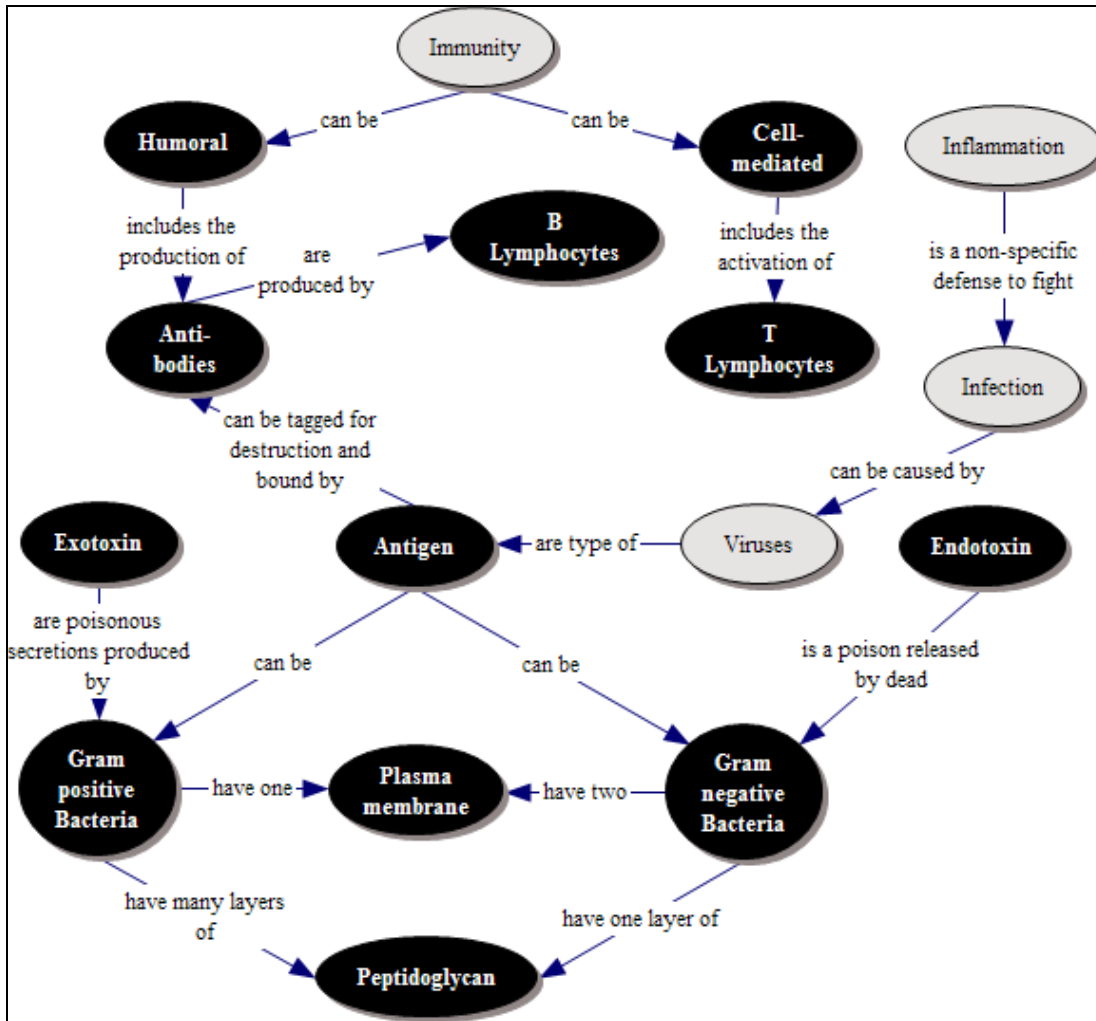 Immunity
can be
can be
Humoral
Cell-
mediated
Inflammation
includes the
production of
are
produced by
B
Lymphocytes
includes the
activation of
is a non-specific
defense to fight
Anti-
bodies
T
Lymphocytes
Infection
can be tagged for
destruction and
bound by
can be caused by
Exotoxin
Antigen
are type of
Viruses
Endotoxin
are poisonous
secretions produced
by
can be
can be
is a poison released
by dead
Gram
positive
Bacteria
have one
Plasma
membrane
have two
Gram
negative
Bacteria
have many layers
of
have one layer of
Peptidoglycan